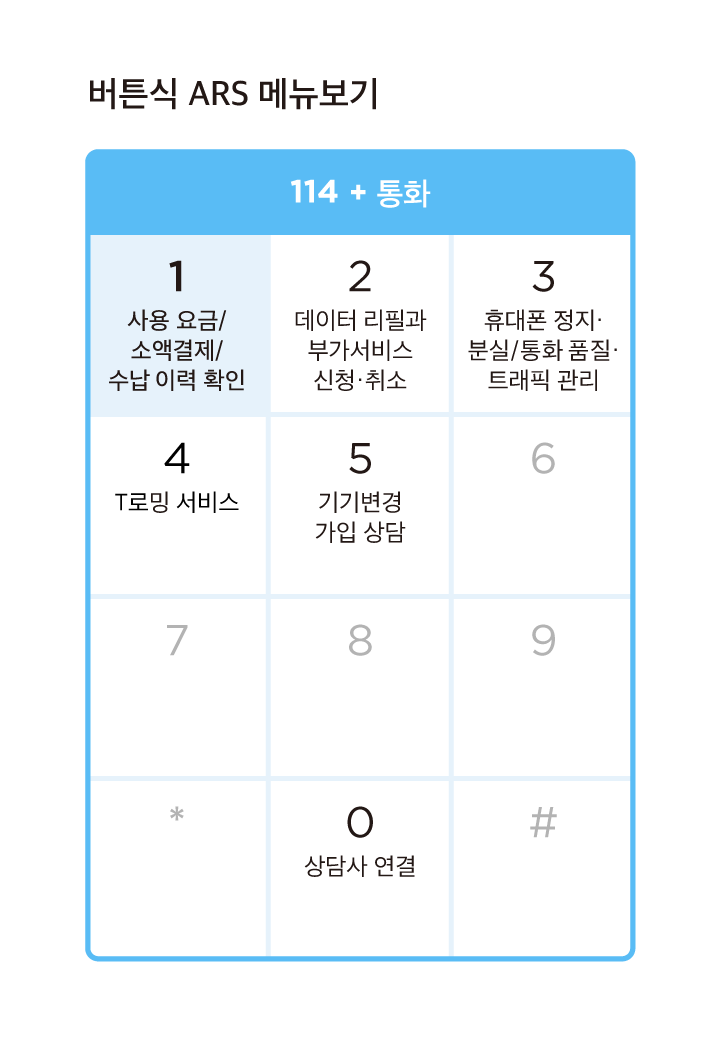 버튼식 ARS 메뉴보기
114 + 통화
1
사용 요금/
소액결제/
수납 이력 확인
2
데이터 리필과
부가서비스
신청·취소
3
휴대폰 정지·
분실/통화 품질·
트래픽 관리
4
T로밍 서비스
5
기기변경
가입 상담
6
7
8
9
*
0
상담사 연결
#